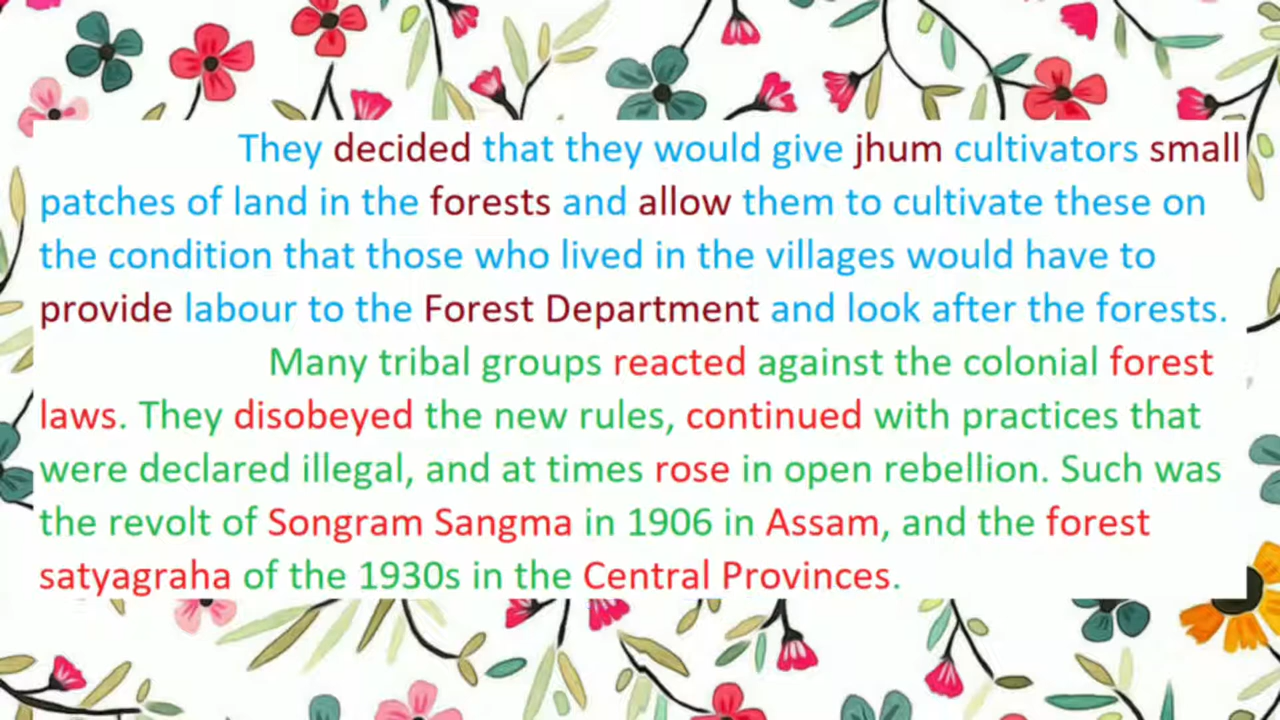 They decided that they would give jhum cultivators small
patches of land in the forests and allow them to cultivate these on
the condition that those who lived in the villages would have to
provide labour to the Forest Department and look after the forests.
Many tribal groups reacted against the colonial forest
laws. They disobeyed the new rules, continued with practices that
were declared illegal, and at times rose in open rebellion. Such was
the revolt of Songram Sangma in 1906 in Assam, and the forest
satyagraha of the 1930s in the Central Provinces.